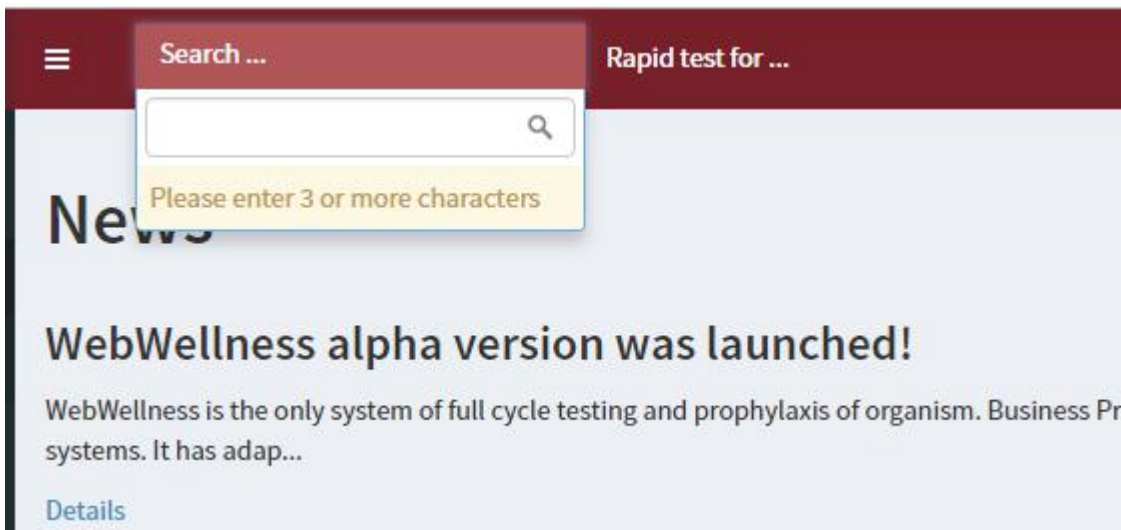 Search ...
Rapid test for ...
Please enter 3 or more characters
News
WebWellness alpha version was launched!
WebWellness is the only system of full cycle testing and prophylaxis of organism. Business Pr
systems. It has adap...
Details